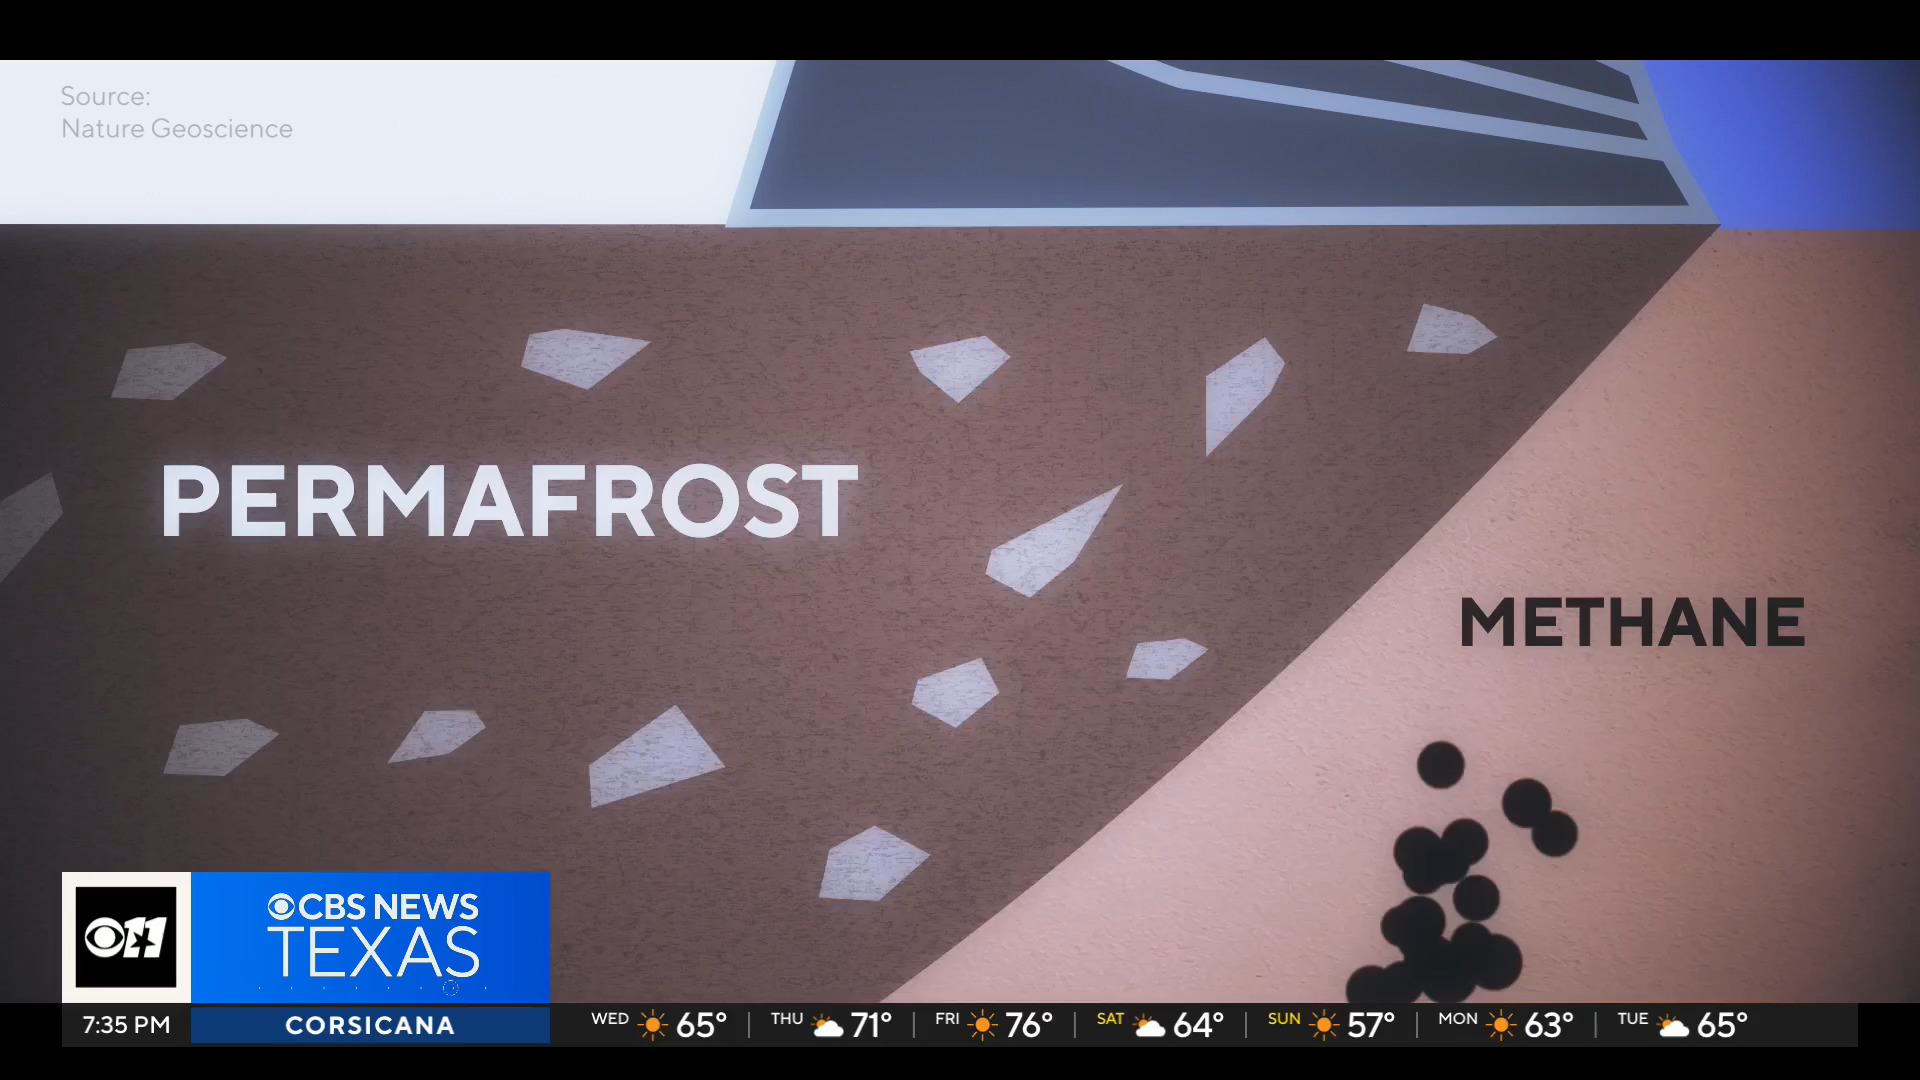 Source:
Nature Geoscience
PERMAFROST
METHANE
11
CBS NEWS
TEXAS
7:35 PM
CORSICANA
WED 65° THU 71° FRI 76° SAT 64° SUN 57° MON 63° TUE 65°